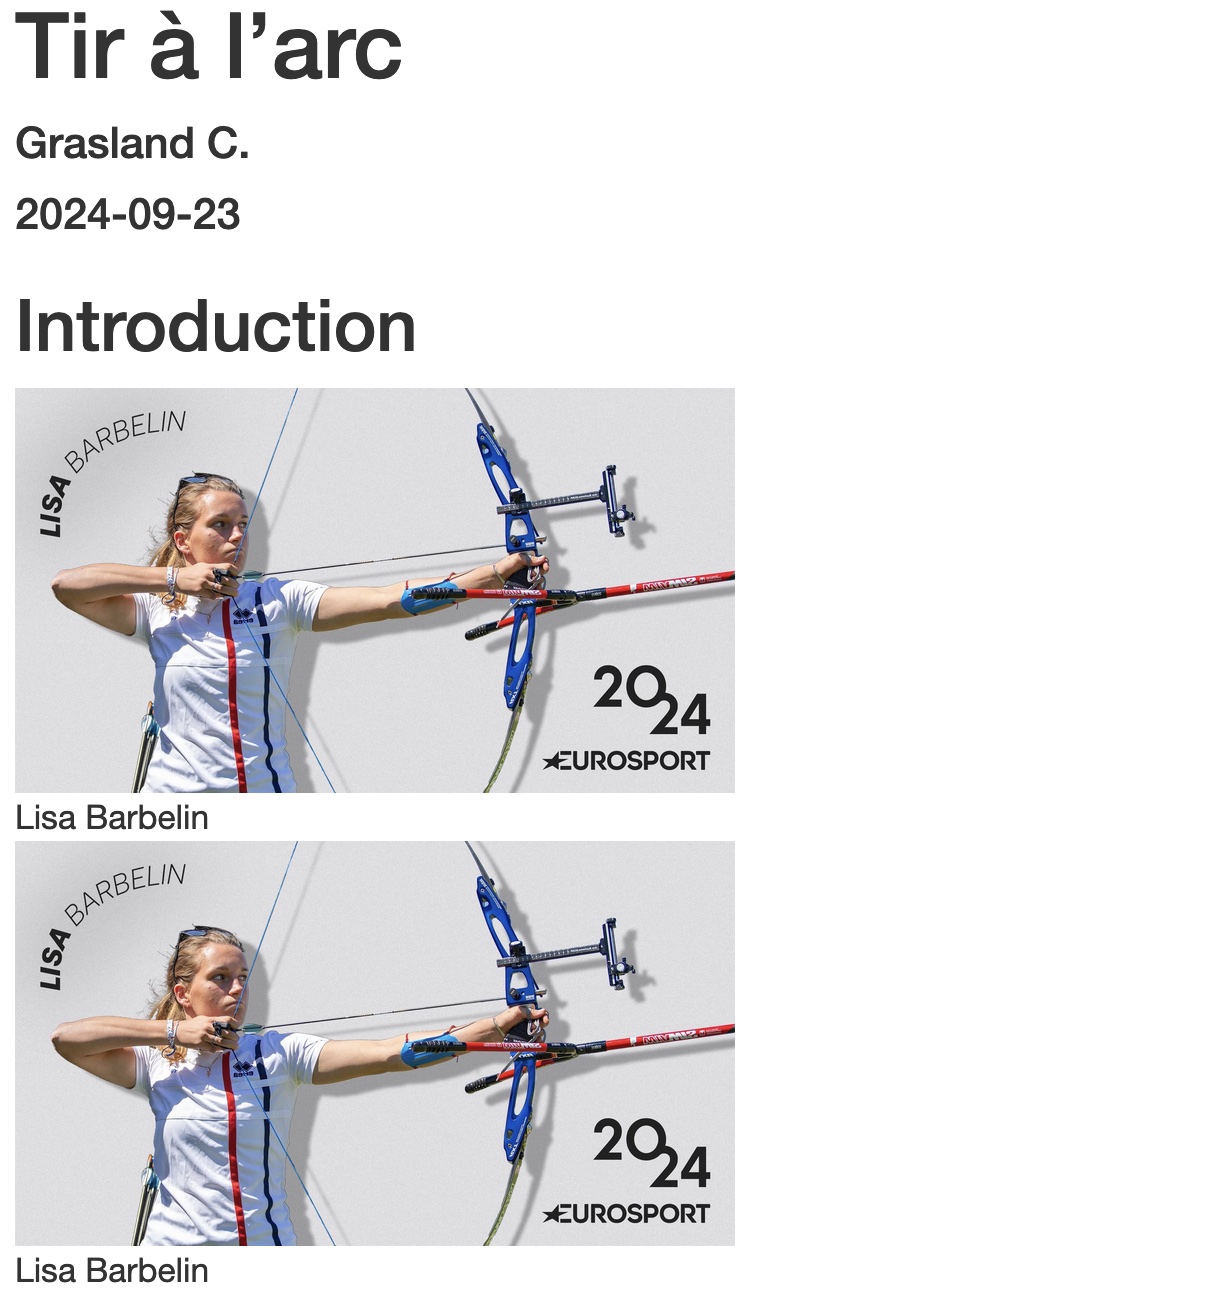 Tir à l’arc
Grasland C.
2024-09-23
Introduction
LISA BARBELIN
2024
EUROSPORT
Lisa Barbelin
LISA BARBELIN
2024
EUROSPORT
Lisa Barbelin